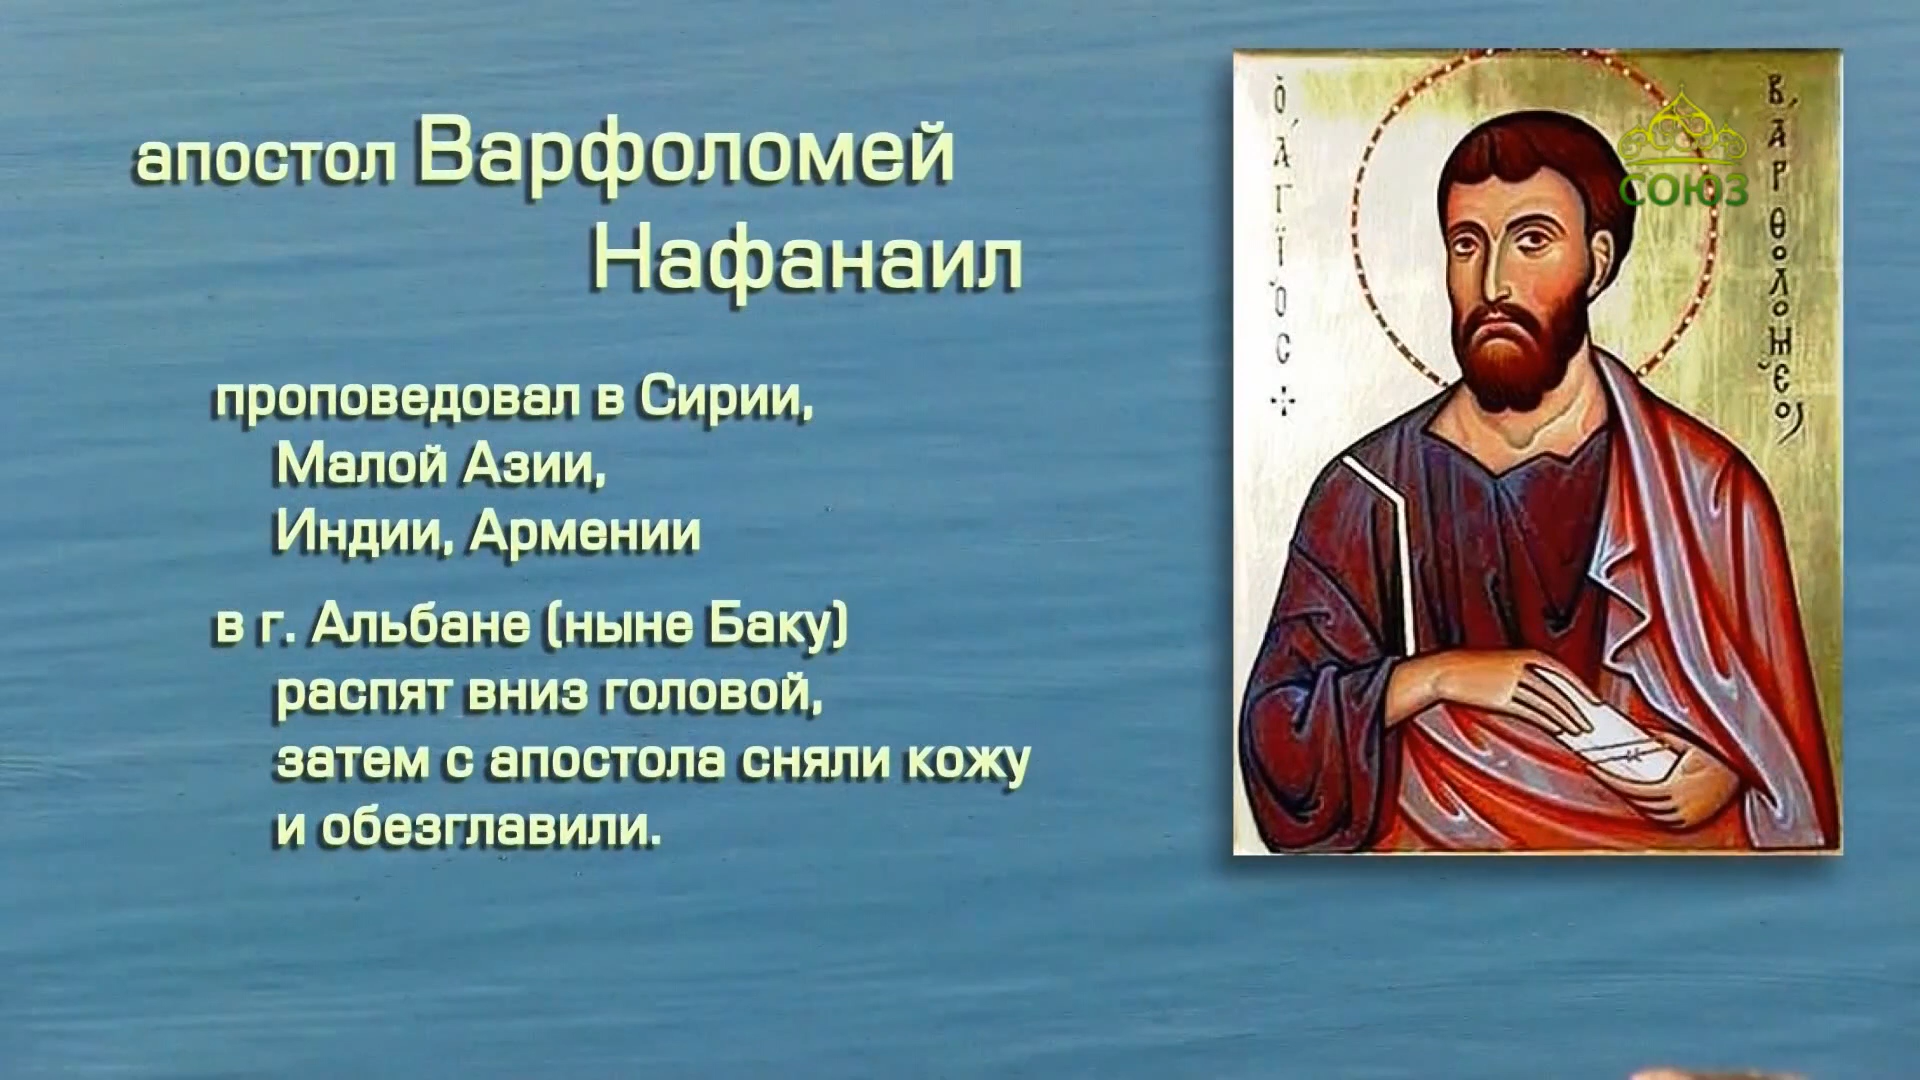 апостол Варфоломей
Нафанаил
проповедовал в Сирии,
Малой Азии,
Индии, Армении
в г. Альбане (ныне Баку)
распят вниз головой,
затем с апостола сняли кожу
и обезглавили.
СОЮЗ